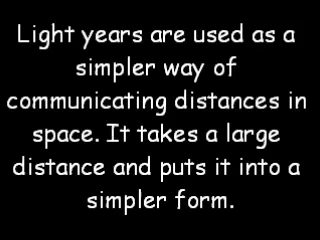 Light years are used as a
simpler way of
communicating distances in
space. It takes a large
distance and puts it into a
simpler form.